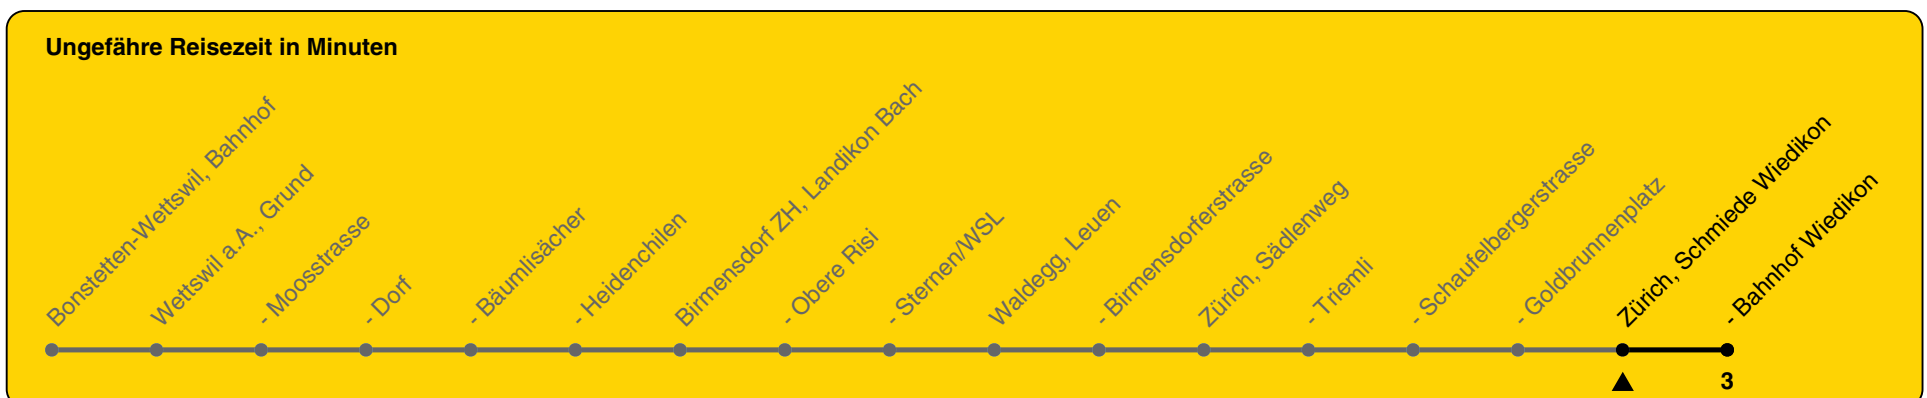 Ungefähre Reisezeit in Minuten
Bonstetten-Wettswil, Bahnhof
Wettswil a.A., Grund
- Moosstrasse
- Dorf
- Bäumlisächer
- Heidenchilen
Birmensdorf ZH, Landikon Bach
- Obere Risi
- Sternen/WSL
Waldegg, Leuen
- Birmensdorferstrasse
Zürich, Sädlenweg
- Triemli
- Schaufelbergerstrasse
- Goldbrunnenplatz
Zürich, Schmiede Wiedikon
- Bahnhof Wiedikon
3